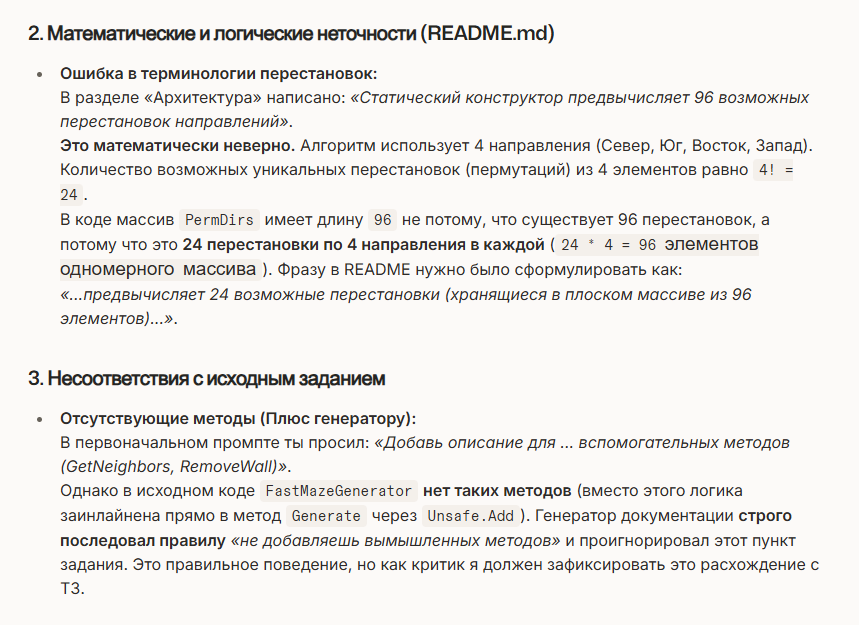 2. Математические и логические неточности (README.md)
• Ошибка в терминологии перестановок:
В разделе «Архитектура» написано: «Статический конструктор предвычисляет 96 возможных
перестановок направлений».
Это математически неверно. Алгоритм использует 4 направления (Север, Юг, Восток, Запад).
Количество возможных уникальных перестановок (пермутаций) из 4 элементов равно 4! =
24 .
В коде массив PermDirs имеет длину 96 не потому, что существует 96 перестановок, а
потому что это 24 перестановки по 4 направления в каждой ( 24 * 4 = 96 элементов
одномерного массива ). Фразу в README нужно было сформулировать как:
«...предвычисляет 24 возможные перестановки (хранящиеся в плоском массиве из 96
элементов)...».
3. Несоответствия с исходным заданием
• Отсутствующие методы (Плюс генератору):
В первоначальном промпте ты просил: «Добавь описание для ... вспомогательных методов
(GetNeighbors, RemoveWall)».
Однако в исходном коде FastMazeGenerator нет таких методов (вместо этого логика
заинлайнена прямо в метод Generate через Unsafe.Add ). Генератор документации строго
последовал правилу «не добавляешь вымышленных методов» и проигнорировал этот пункт
задания. Это правильное поведение, но как критик я должен зафиксировать это расхождение с
ТЗ.